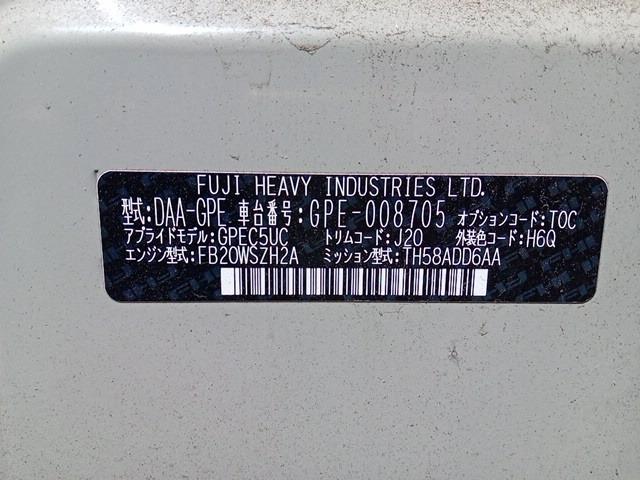 FUJI HEAVY INDUSTRIES LTD.
型式:DAA-GPE 車台番号:GPE-008705 オプションコード:TOC
アプライドモデル:GPEC5UC トリムコード:J20 外装色コード:H6Q
エンジン型式:FB20WSZH2A ミッション型式:TH58ADD6AA